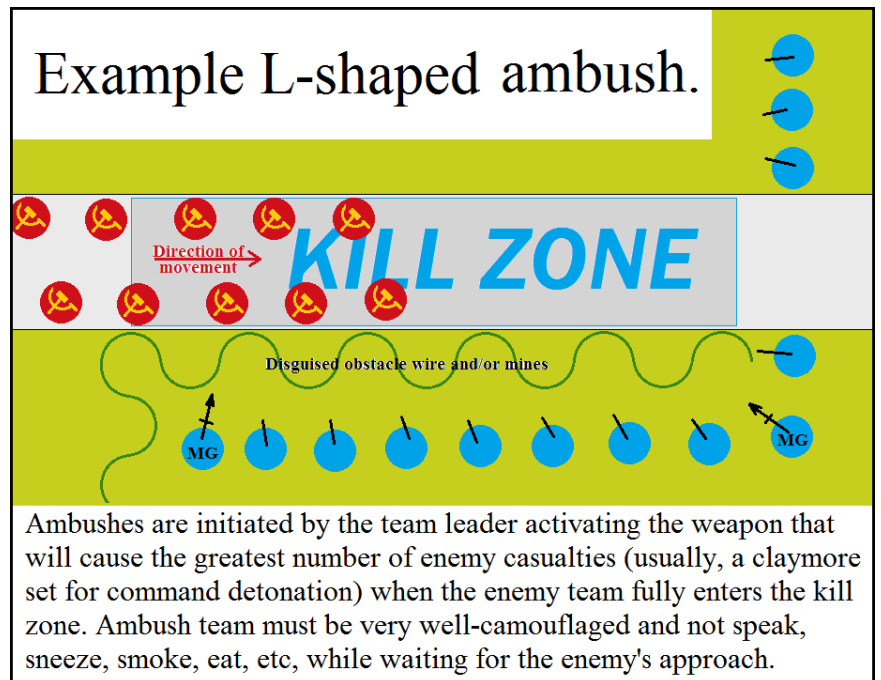 Example L-shaped ambush.
Direction of
movement
KILL ZONE
Disguised obstacle wire and/or mines
MG
MG
Ambushes are initiated by the team leader activating the weapon that
will cause the greatest number of enemy casualties (usually, a claymore
set for command detonation) when the enemy team fully enters the kill
zone. Ambush team must be very well-camouflaged and not speak,
sneeze, smoke, eat, etc, while waiting for the enemy's approach.